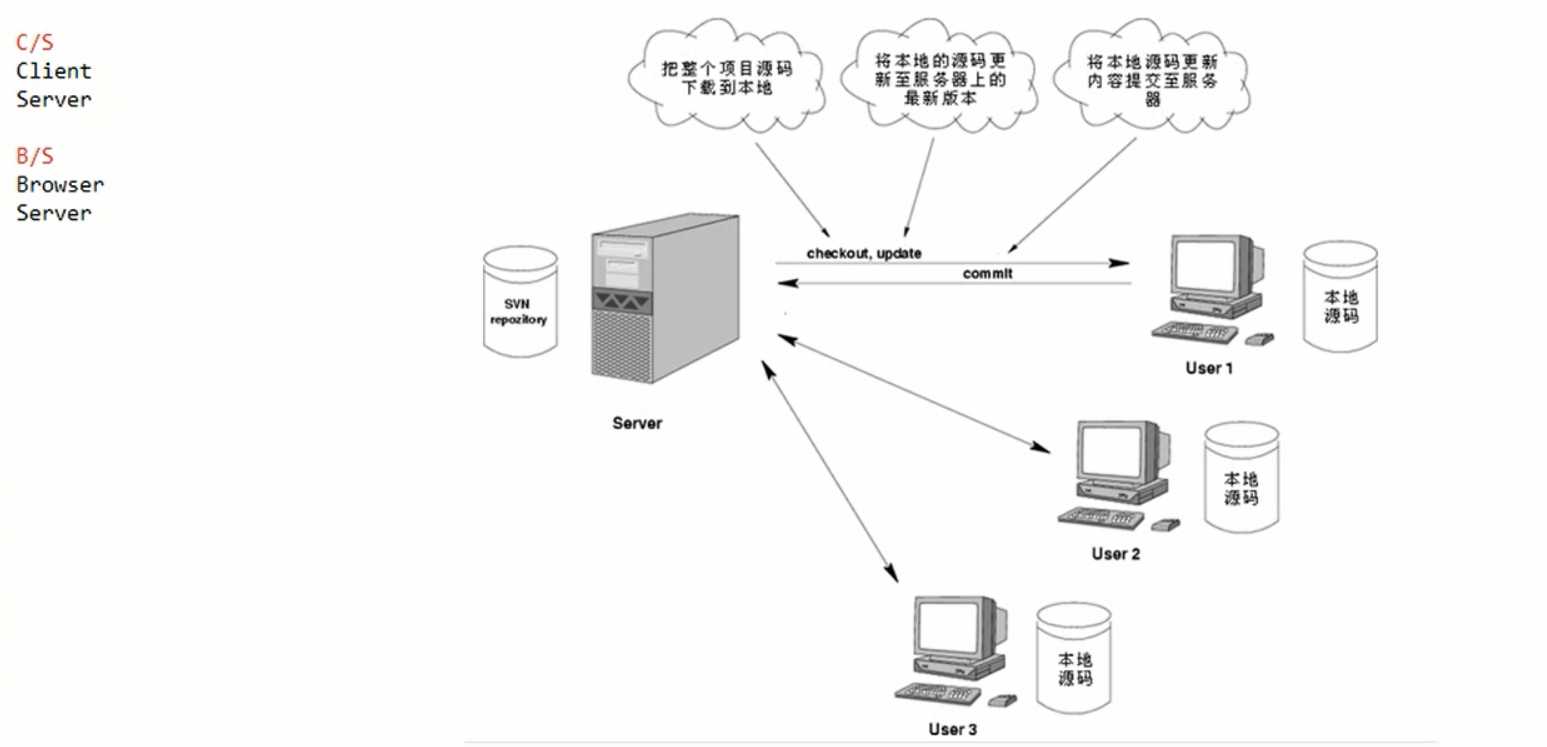 C/S
Client
Server
B/S
Browser
Server
把整个项目源码
下载到本地
将本地的源码更
新至服务器上的
最新版本
将本地源码更新
内容提交至服务
器
checkout, update
commit
SVN
repozitory
本地
源码
User 1
Server
本地
源码
User 2
本地
源码
User 3